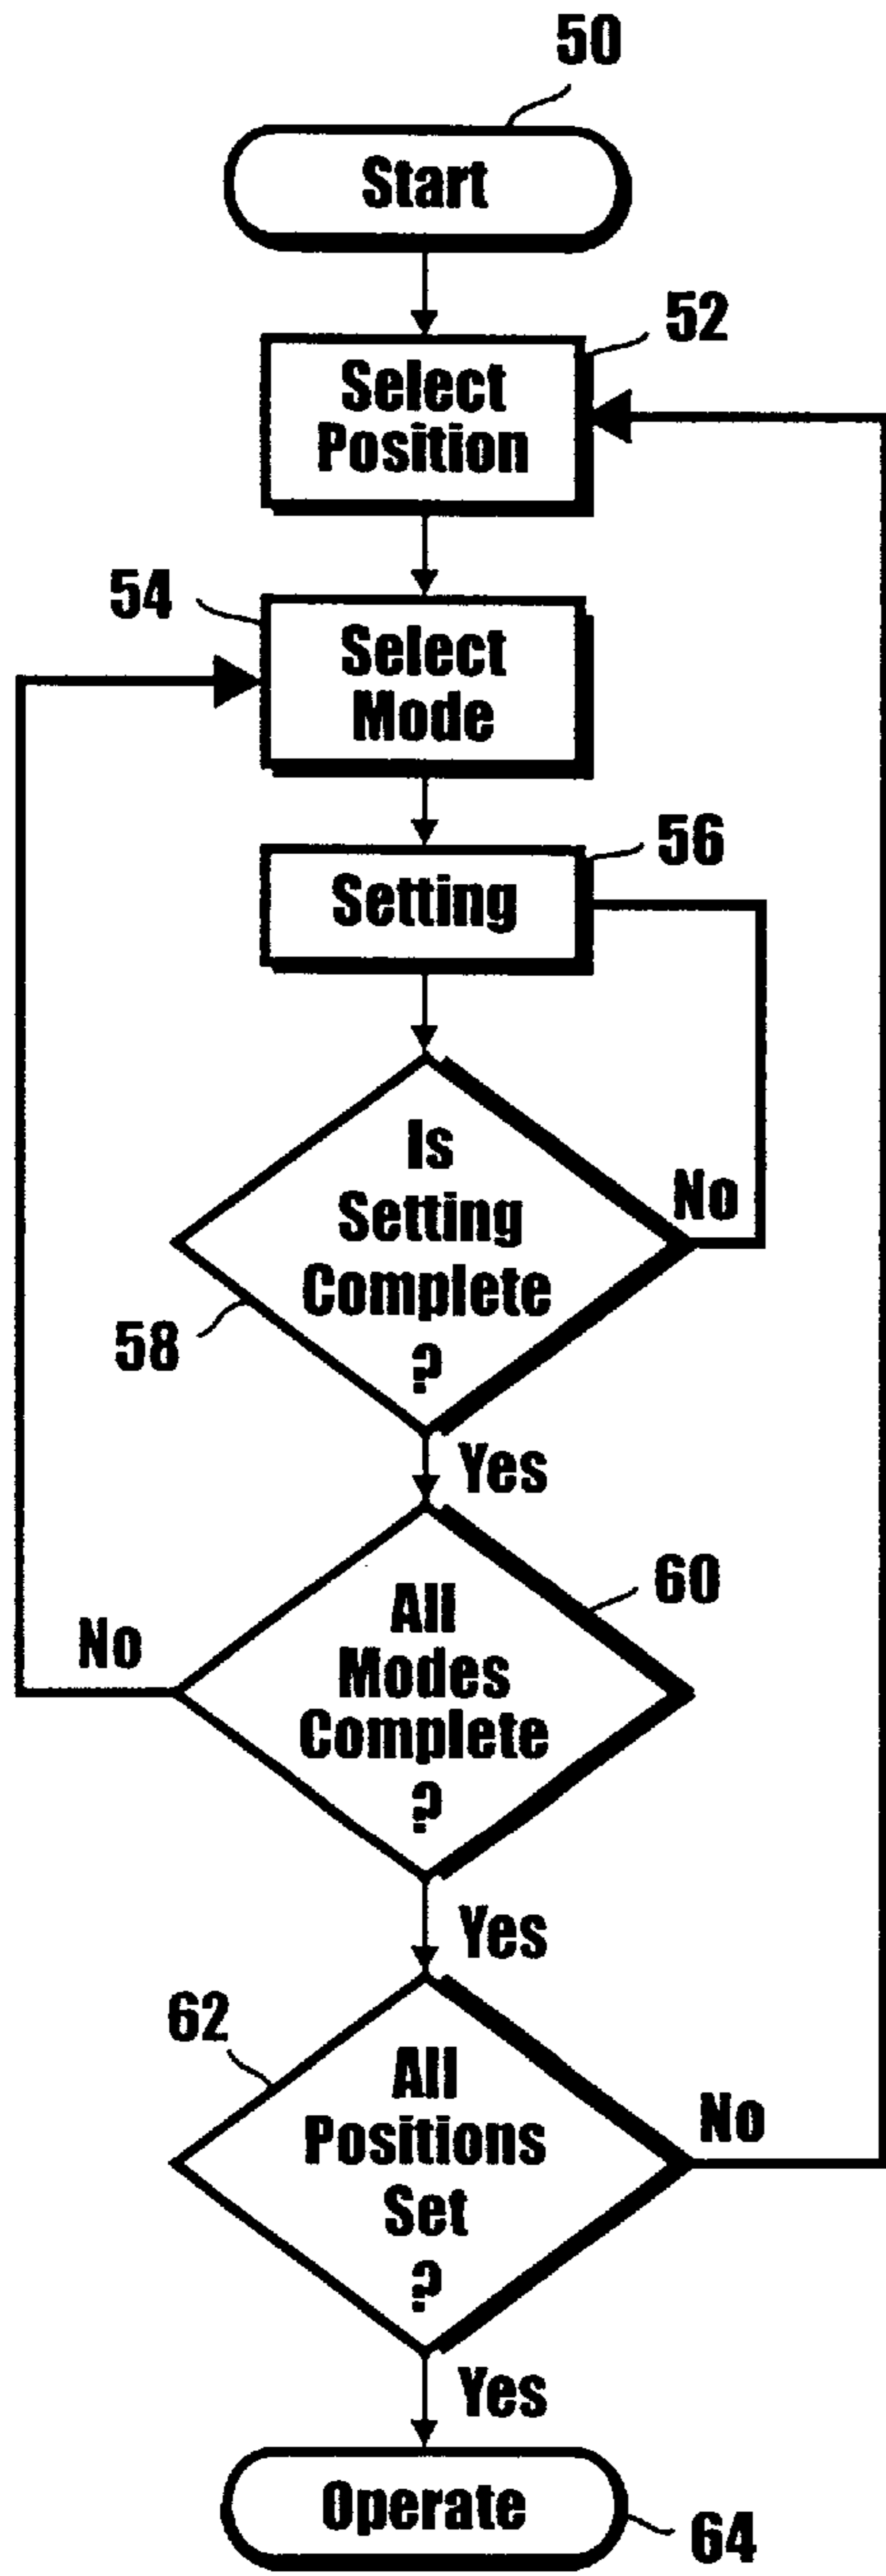 50
Start
52
Select
Position
54
Select
Mode
56
Setting
Is
Setting
Complete
?
No
58
Yes
60
All
Modes
Complete
?
No
Yes
62
All
Positions
Set
?
No
Yes
Operate
64